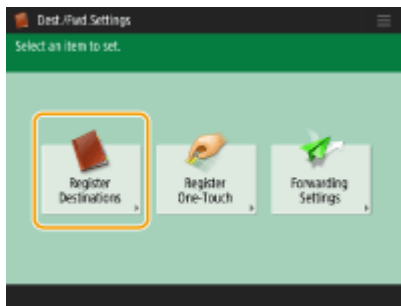 Dest./Fwd Settings
Select an item to set.
Register
Destinations
Register
One-Touch
Forwarding
Settings